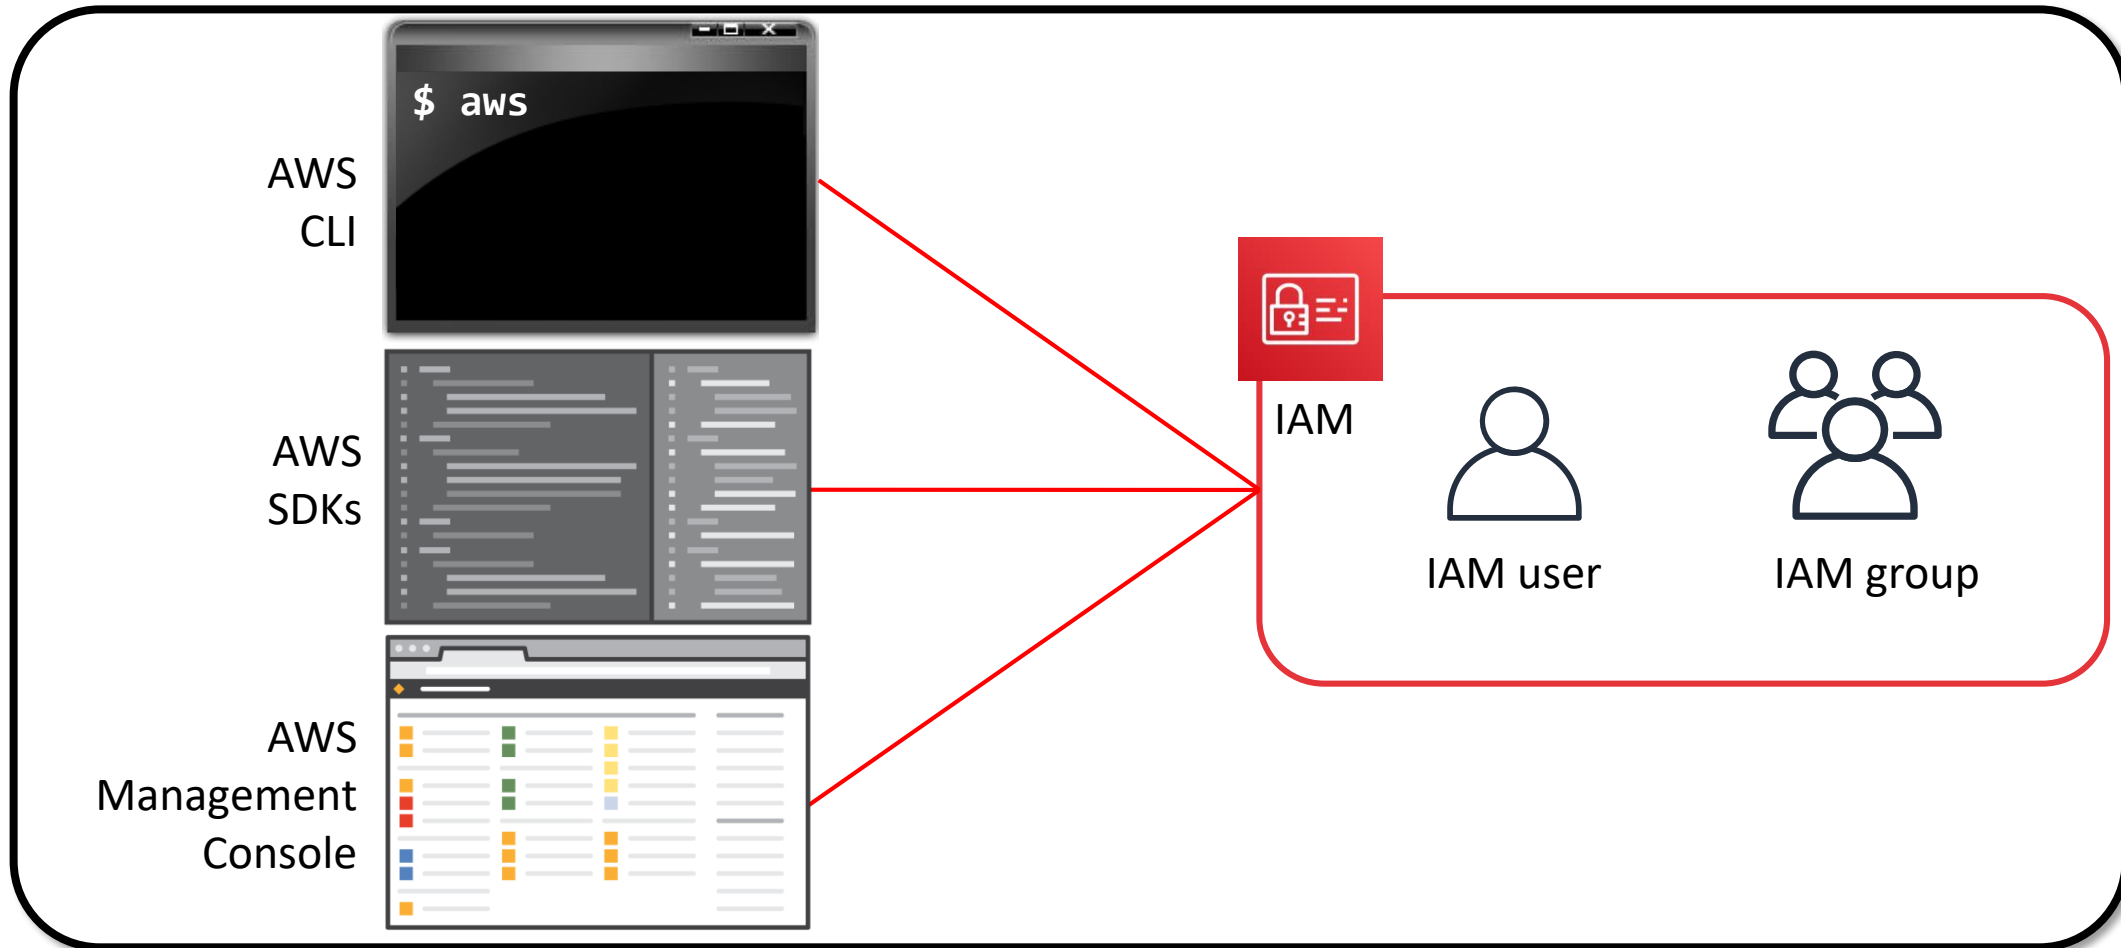 $ aws
AWS
CLI
AWS
SDKs
AWS
Management
Console
IAM
IAM user
IAM group